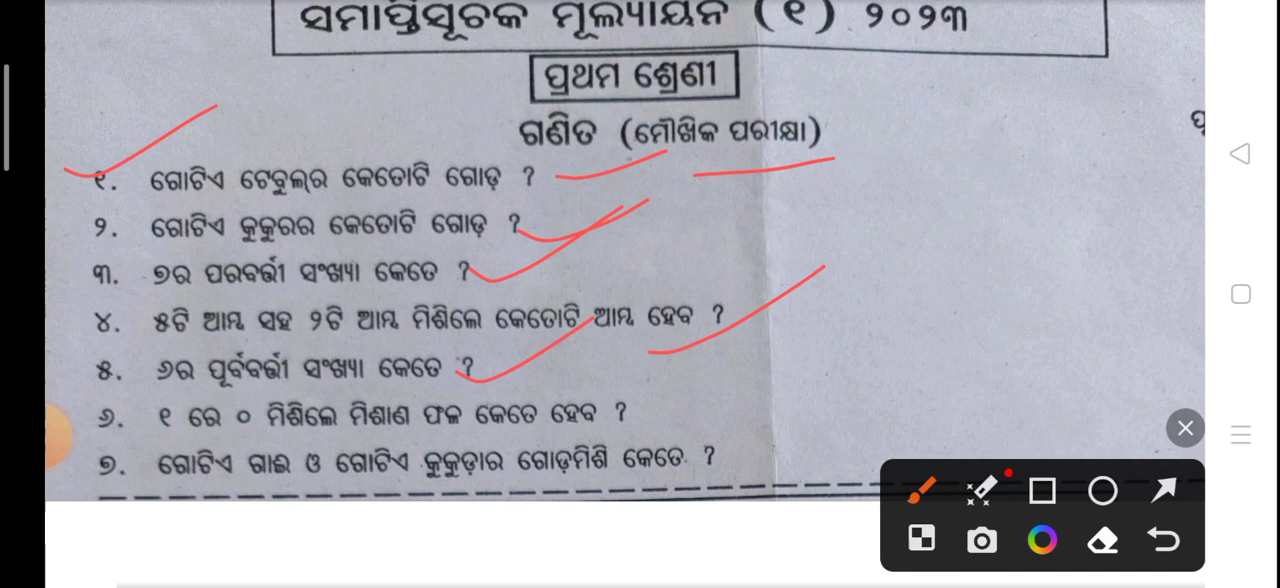 ସମାପ୍ତିସୂଚକ ମୂଲ୍ୟାୟନ (୧) ୨୦୨୩
ପ୍ରଥମ ଶ୍ରେଣୀ
ଗଣିତ (ମୌଖିକ ପରୀକ୍ଷା)
୧. ଗୋଟିଏ ଟେବୁଲ୍‌ର କେତୋଟି ଗୋଡ଼ ?
୨. ଗୋଟିଏ କୁକୁରର କେତୋଟି ଗୋଡ଼ ?
୩. ୭ର ପରବର୍ତ୍ତୀ ସଂଖ୍ୟା କେତେ ?
୪. ୫ଟି ଆମ୍ବ ସହ ୨ଟି ଆମ୍ବ ମିଶିଲେ କେତୋଟି ଆମ୍ବ ହେବ ?
୫. ୬ର ପୂର୍ବବର୍ତ୍ତୀ ସଂଖ୍ୟା କେତେ ?
୬. ୧ ରେ ୦ ମିଶିଲେ ମିଶାଣ ଫଳ କେତେ ହେବ ?
୭. ଗୋଟିଏ ଗାଈ ଓ ଗୋଟିଏ କୁକୁଡ଼ାର ଗୋଡ଼ମିଶି କେତେ ?